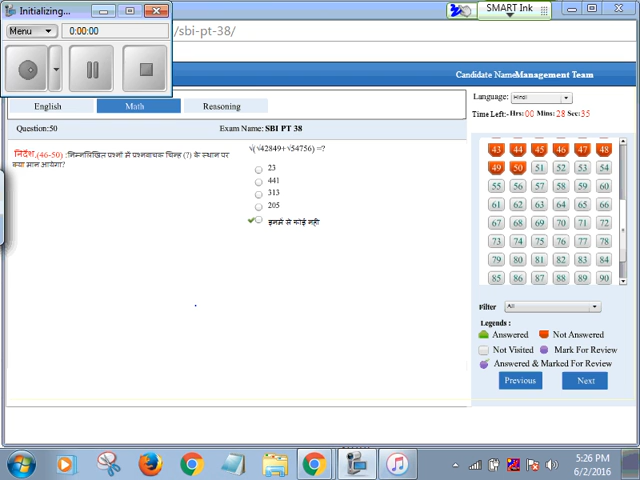 Initializing...
SMART Ink
Menu
0:00:00
/sbi-pt-38/
Candidate Name Management Team
English
Math
Reasoning
Language:
Hindi
Time Left:- Hrs: 00 Mins: 28 Sec: 35
Question:50
Exam Name: SBI PT 38
निर्देश.(46-50) :निम्नलिखित प्रश्नों में प्रश्नवाचक चिन्ह (?) के स्थान पर
क्या मान आयेगा?
√(√42849+√54756) =?
23
441
313
205
इनमें से कोई नही
43 44 45 46 47 48
49 50 51 52 53 54
55 56 57 58 59 60
61 62 63 64 65 66
67 68 69 70 71 72
73 74 75 76 77 78
79 80 81 82 83 84
85 86 87 88 89 90
Filter
All
Legends :
Answered
Not Answered
Not Visited
Mark For Review
Answered & Marked For Review
Previous
Next
5:26 PM
6/2/2016